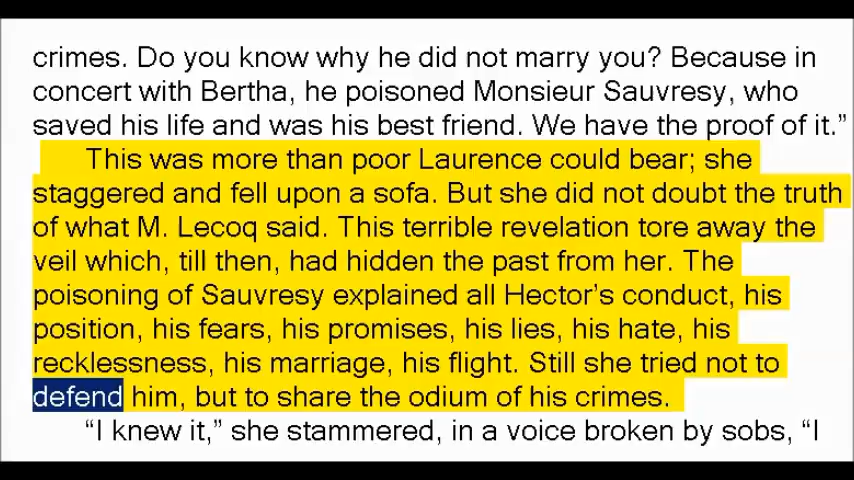 crimes. Do you know why he did not marry you? Because in
concert with Bertha, he poisoned Monsieur Sauvresy, who
saved his life and was his best friend. We have the proof of it.”
This was more than poor Laurence could bear; she
staggered and fell upon a sofa. But she did not doubt the truth
of what M. Lecoq said. This terrible revelation tore away the
veil which, till then, had hidden the past from her. The
poisoning of Sauvresy explained all Hector’s conduct, his
position, his fears, his promises, his lies, his hate, his
recklessness, his marriage, his flight. Still she tried not to
defend him, but to share the odium of his crimes.
“I knew it,” she stammered, in a voice broken by sobs, “I